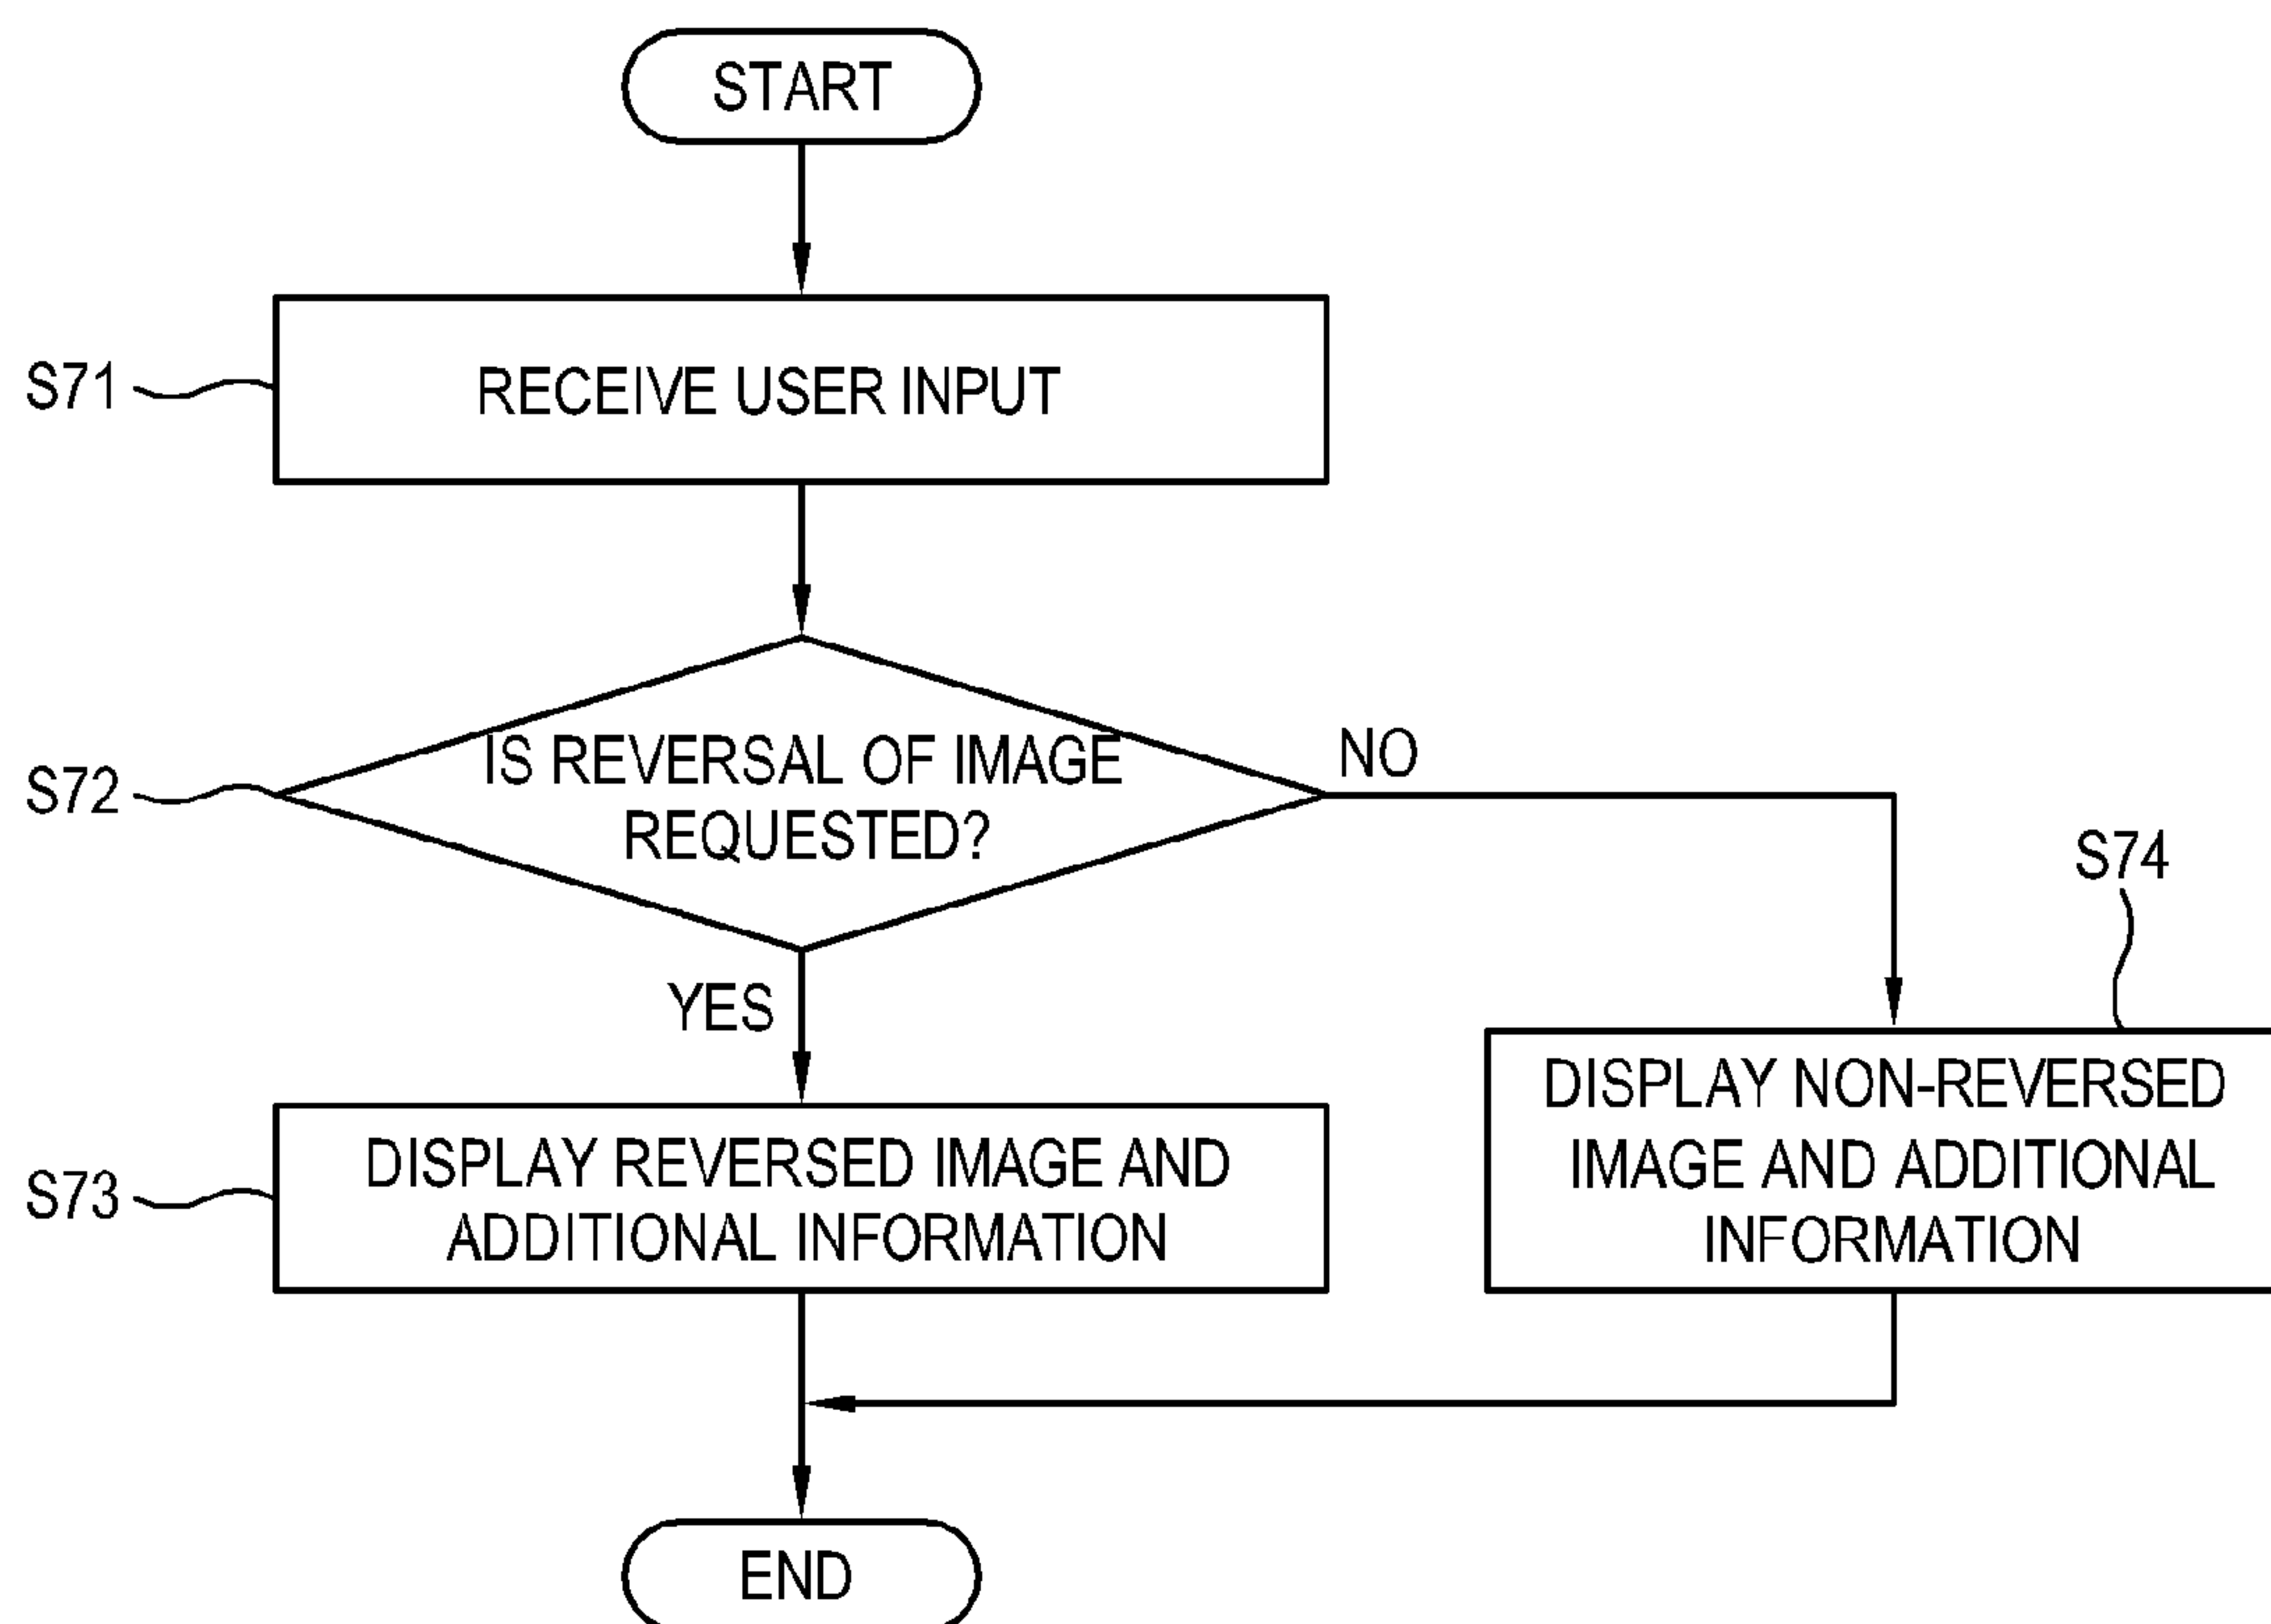 START
S71
RECEIVE USER INPUT
S72
IS REVERSAL OF IMAGE
REQUESTED?
NO
YES
S74
S73
DISPLAY REVERSED IMAGE AND
ADDITIONAL INFORMATION
DISPLAY NON-REVERSED
IMAGE AND ADDITIONAL
INFORMATION
END